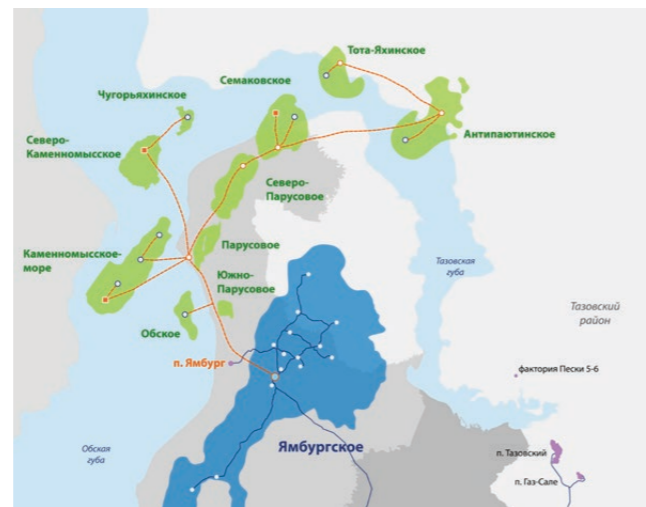 Тота-Яхинское
Семаковское
Чугорьяхинское
Антипаютинское
Северо-
Каменномысское
Северо-
Парусовое
Парусовое
Каменномысское-
море
Тазовская
губа
Южно-
Парусовое
Тазовский
район
Обское
п. Ямбург
фактория Пески 5-6
Ямбургское
Обская
губа
п. Тазовский
п. Газ-Сале